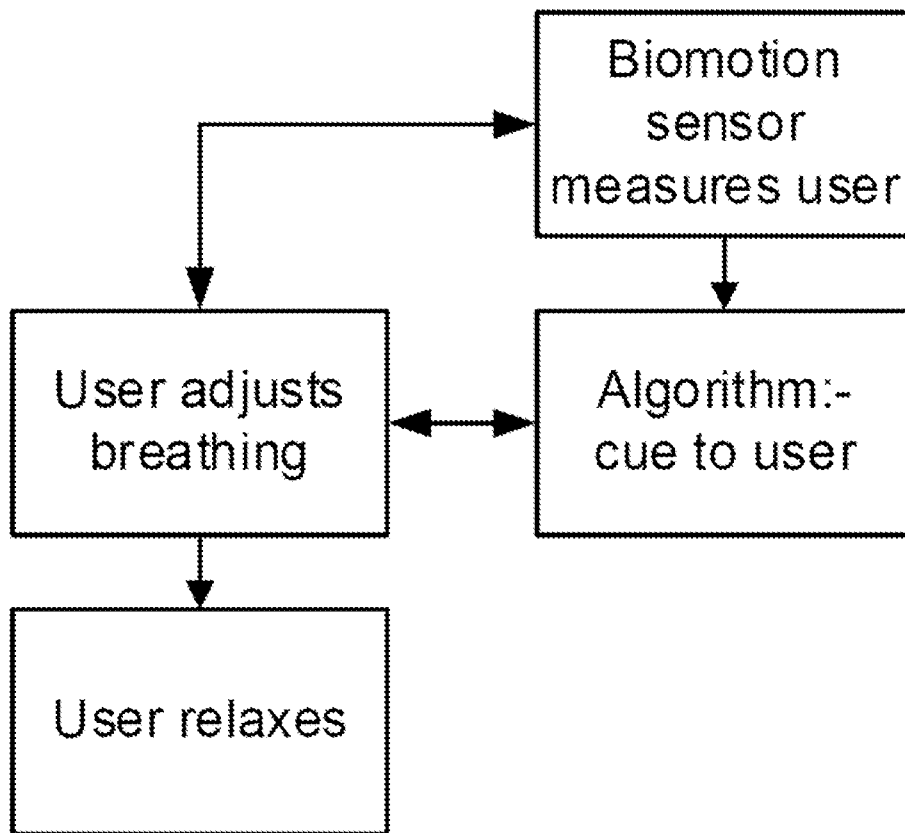 Biomotion
sensor
measures user
User adjusts
breathing
Algorithm:-
cue to user
User relaxes